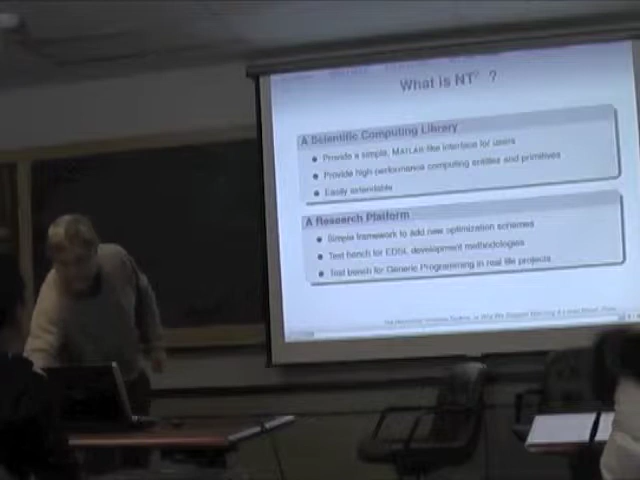 What is NT² ?
A Scientific Computing Library
Provide a simple, MATLAB like interface for users
Provide high performance computing entities and primitives
Easily extendable
A Research Platform
Simple framework to add new optimization schemes
Test bench for EDSL development methodologies
Test bench for Generic Programming in real life projects